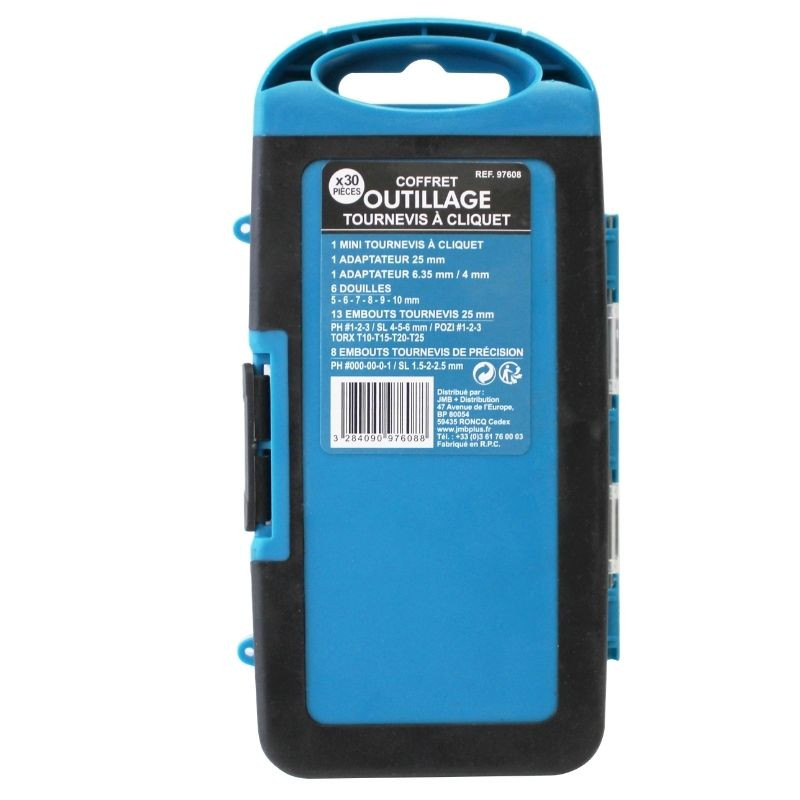 x30
PIÈCES
REF. 97608
COFFRET
OUTILLAGE
TOURNEVIS À CLIQUET
1 MINI TOURNEVIS À CLIQUET
1 ADAPTATEUR 25 mm
1 ADAPTATEUR 6.35 mm / 4 mm
6 DOUILLES
5 - 6 - 7 - 8 - 9 - 10 mm
13 EMBOUTS TOURNEVIS 25 mm
PH #1-2-3 / SL 4-5-6 mm / POZI #1-2-3
TORX T10-T15-T20-T25
8 EMBOUTS TOURNEVIS DE PRÉCISION
PH #000-00-0-1 / SL 1.5-2-2.5 mm
Distribué par :
JMB + Distribution
47 Avenue de l'Europe,
BP 80054
59435 RONCQ Cedex
www.jmbplus.fr
Tél. : +33 (0)3 61 76 00 03
Fabriqué en R.P.C.
3 284090 976088